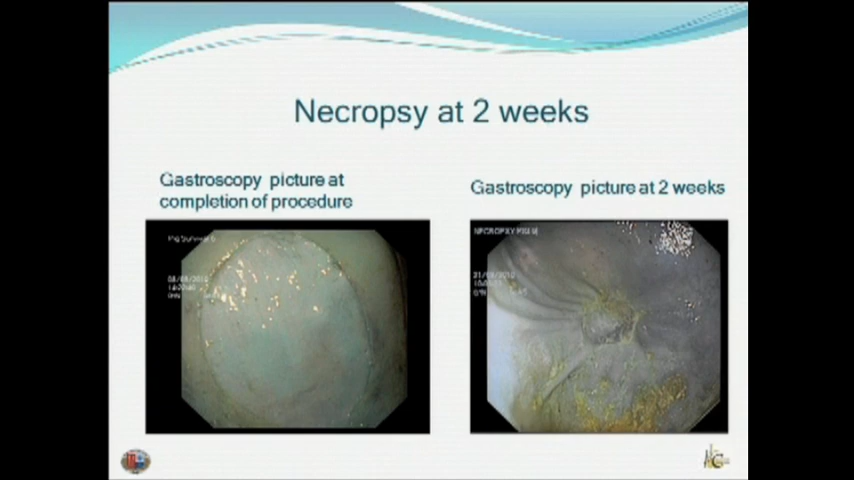 Necropsy at 2 weeks
Gastroscopy picture at
completion of procedure
Gastroscopy picture at 2 weeks